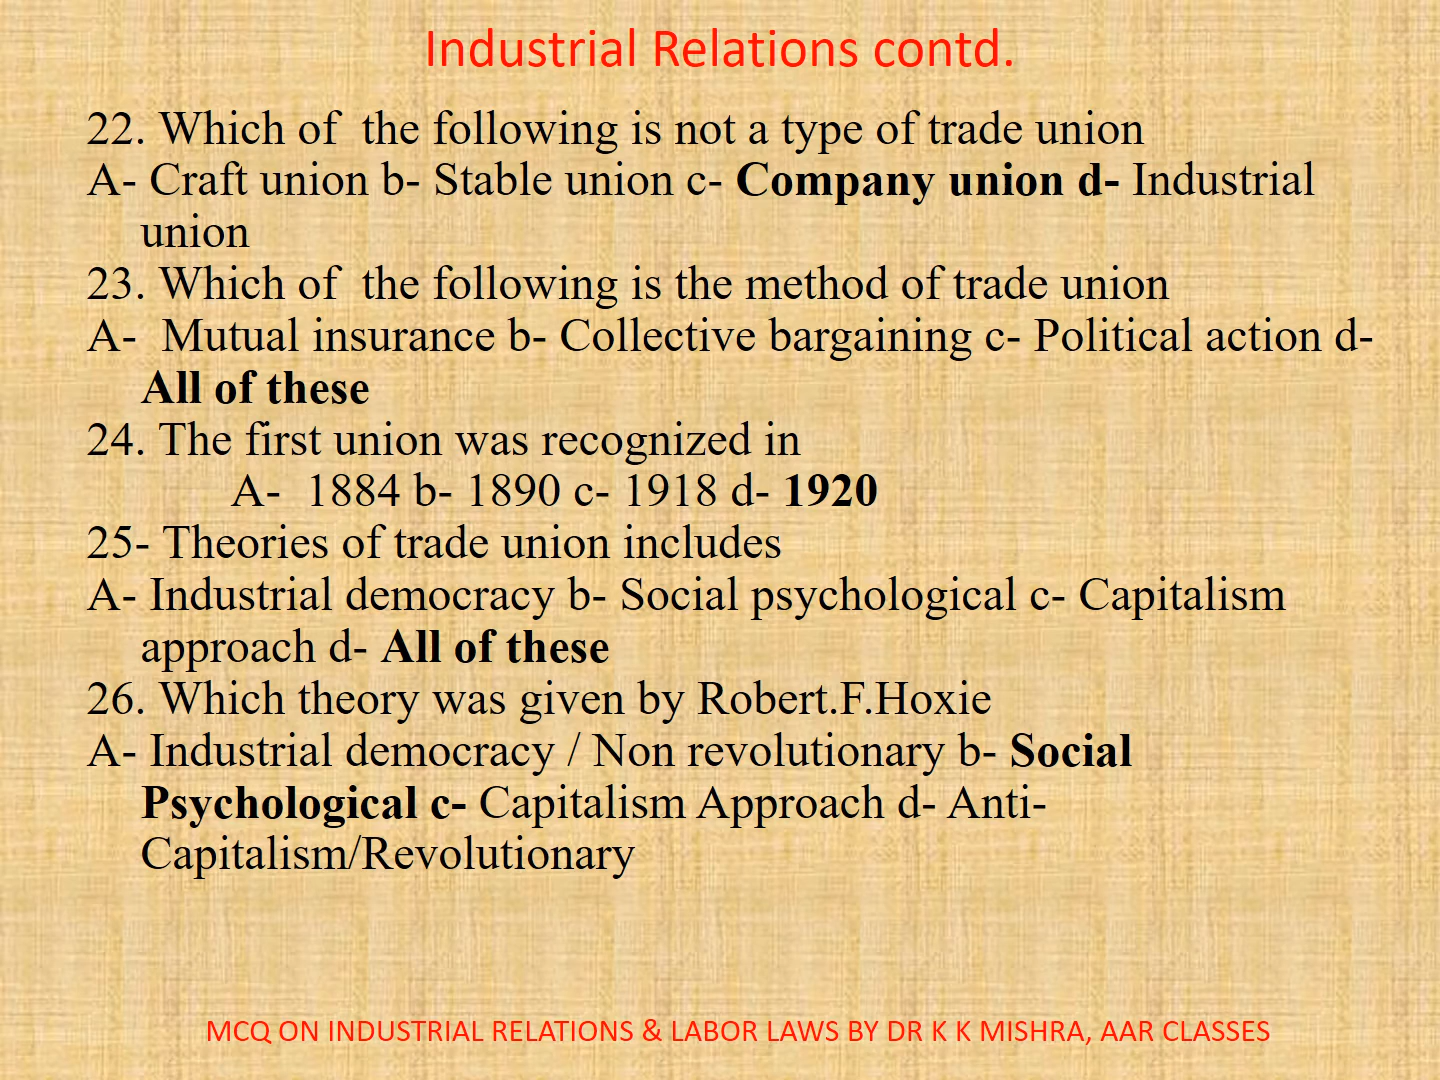 Industrial Relations contd.
22. Which of  the following is not a type of trade union
A- Craft union b- Stable union c- Company union d- Industrial
union
23. Which of  the following is the method of trade union
A-  Mutual insurance b- Collective bargaining c- Political action d-
All of these
24. The first union was recognized in
A-  1884 b- 1890 c- 1918 d- 1920
25- Theories of trade union includes
A- Industrial democracy b- Social psychological c- Capitalism
approach d- All of these
26. Which theory was given by Robert.F.Hoxie
A- Industrial democracy / Non revolutionary b- Social
Psychological c- Capitalism Approach d- Anti-
Capitalism/Revolutionary
MCQ ON INDUSTRIAL RELATIONS & LABOR LAWS BY DR K K MISHRA, AAR CLASSES